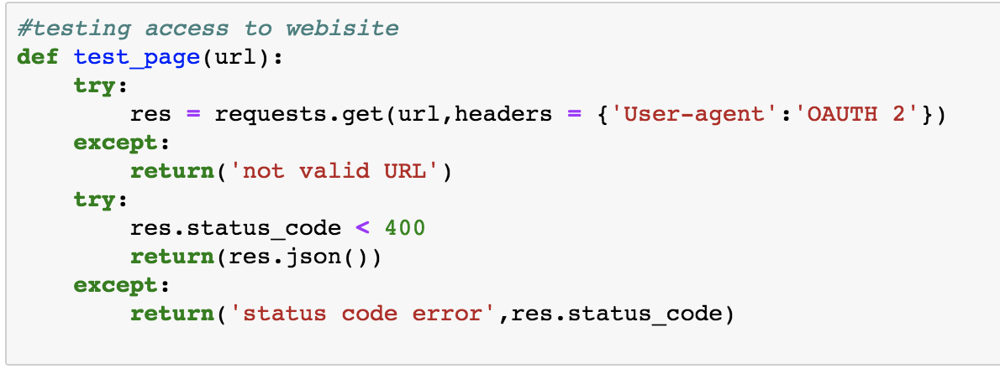 #testing access to webisite
def test_page(url):
    try:
        res = requests.get(url,headers = {'User-agent':'OAUTH 2'})
    except:
        return('not valid URL')
    try:
        res.status_code < 400
        return(res.json())
    except:
        return('status code error',res.status_code)